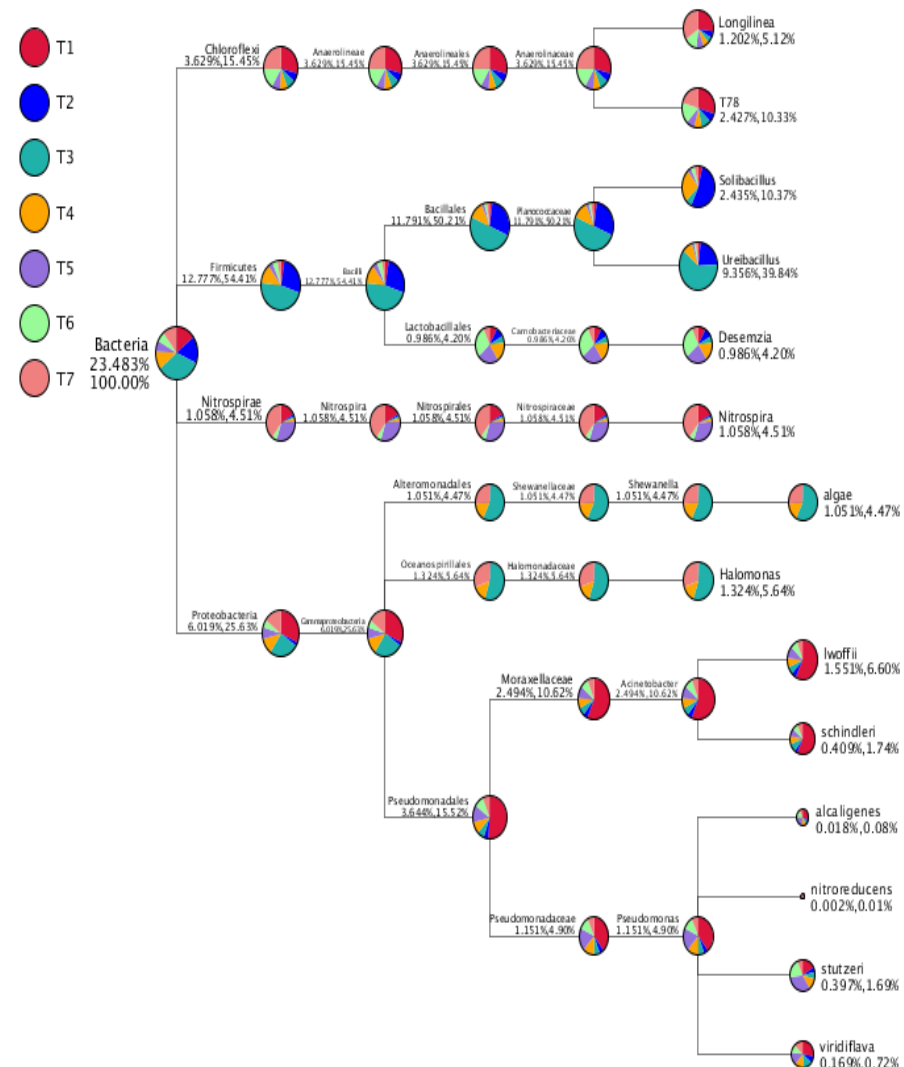 T1
T2
T3
T4
T5
T6
T7
Bacteria
23.483%
100.00%
Chloroflexi
3.629%,15.45%
Anaerolineae
3.629%,15.45%
Anaerolineales
3.629%,15.45%
Anaerolinaceae
3.629%,15.45%
Longilinea
1.202%,5.12%
T78
2.427%,10.33%
Firmicutes
12.777%,54.41%
Bacilli
12.777%,54.41%
Bacillales
11.791%,50.21%
Planococcaceae
11.791%,50.21%
Solibacillus
2.435%,10.37%
Ureibacillus
9.356%,39.84%
Lactobacillales
0.986%,4.20%
Carnobacteriaceae
0.986%,4.20%
Desemzia
0.986%,4.20%
Nitrospirae
1.058%,4.51%
Nitrospira
1.058%,4.51%
Nitrospirales
1.058%,4.51%
Nitrospiraceae
1.058%,4.51%
Nitrospira
1.058%,4.51%
Proteobacteria
6.019%,25.63%
Gammaproteobacteria
6.019%,25.63%
Alteromonadales
1.051%,4.47%
Shewanellaceae
1.051%,4.47%
Shewanella
1.051%,4.47%
algae
1.051%,4.47%
Oceanospirillales
1.324%,5.64%
Halomonadaceae
1.324%,5.64%
Halomonas
1.324%,5.64%
Pseudomonadales
3.644%,15.52%
Moraxellaceae
2.494%,10.62%
Acinetobacter
2.494%,10.62%
lwoffii
1.551%,6.60%
schindleri
0.409%,1.74%
Pseudomonadaceae
1.151%,4.90%
Pseudomonas
1.151%,4.90%
alcaligenes
0.018%,0.08%
nitroreducens
0.002%,0.01%
stutzeri
0.397%,1.69%
viridiflava
0.169%,0.72%